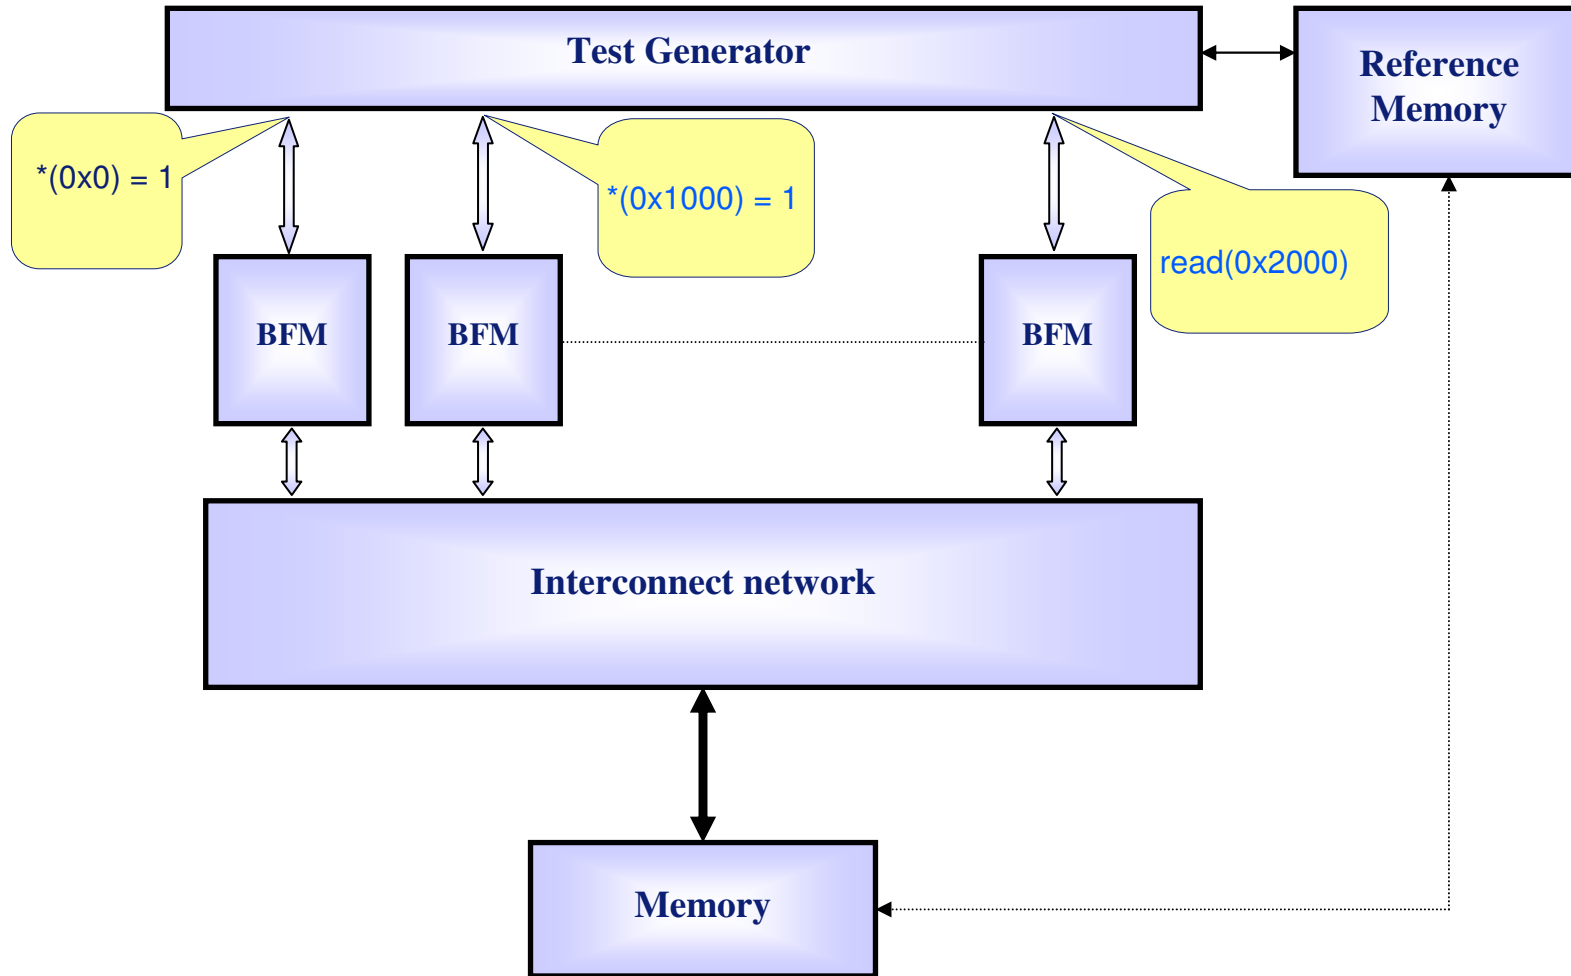 Test Generator
Reference
Memory
*(0x0) = 1
*(0x1000) = 1
read(0x2000)
BFM
BFM
BFM
Interconnect network
Memory